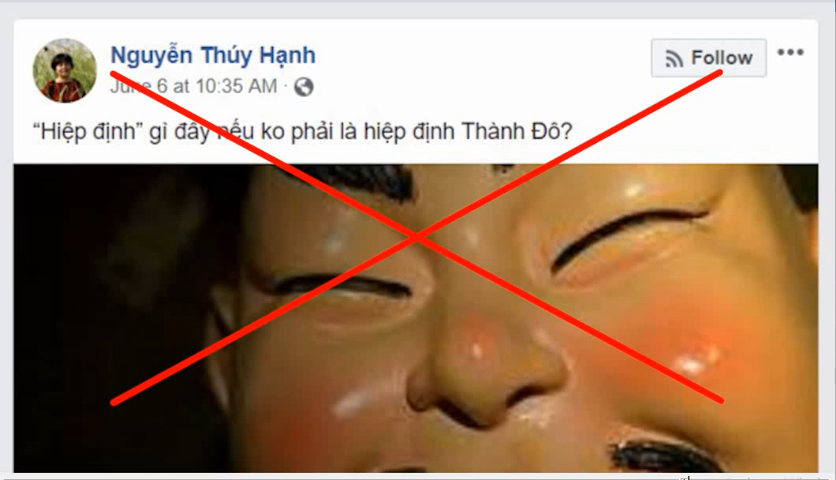 Nguyễn Thúy Hạnh
Follow
June 6 at 10:35 AM ·
“Hiệp định” gì đây nếu ko phải là hiệp định Thành Đô?